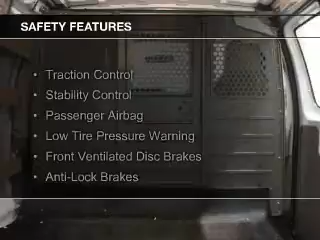 SAFETY FEATURES
• Traction Control
• Stability Control
• Passenger Airbag
• Low Tire Pressure Warning
• Front Ventilated Disc Brakes
• Anti-Lock Brakes